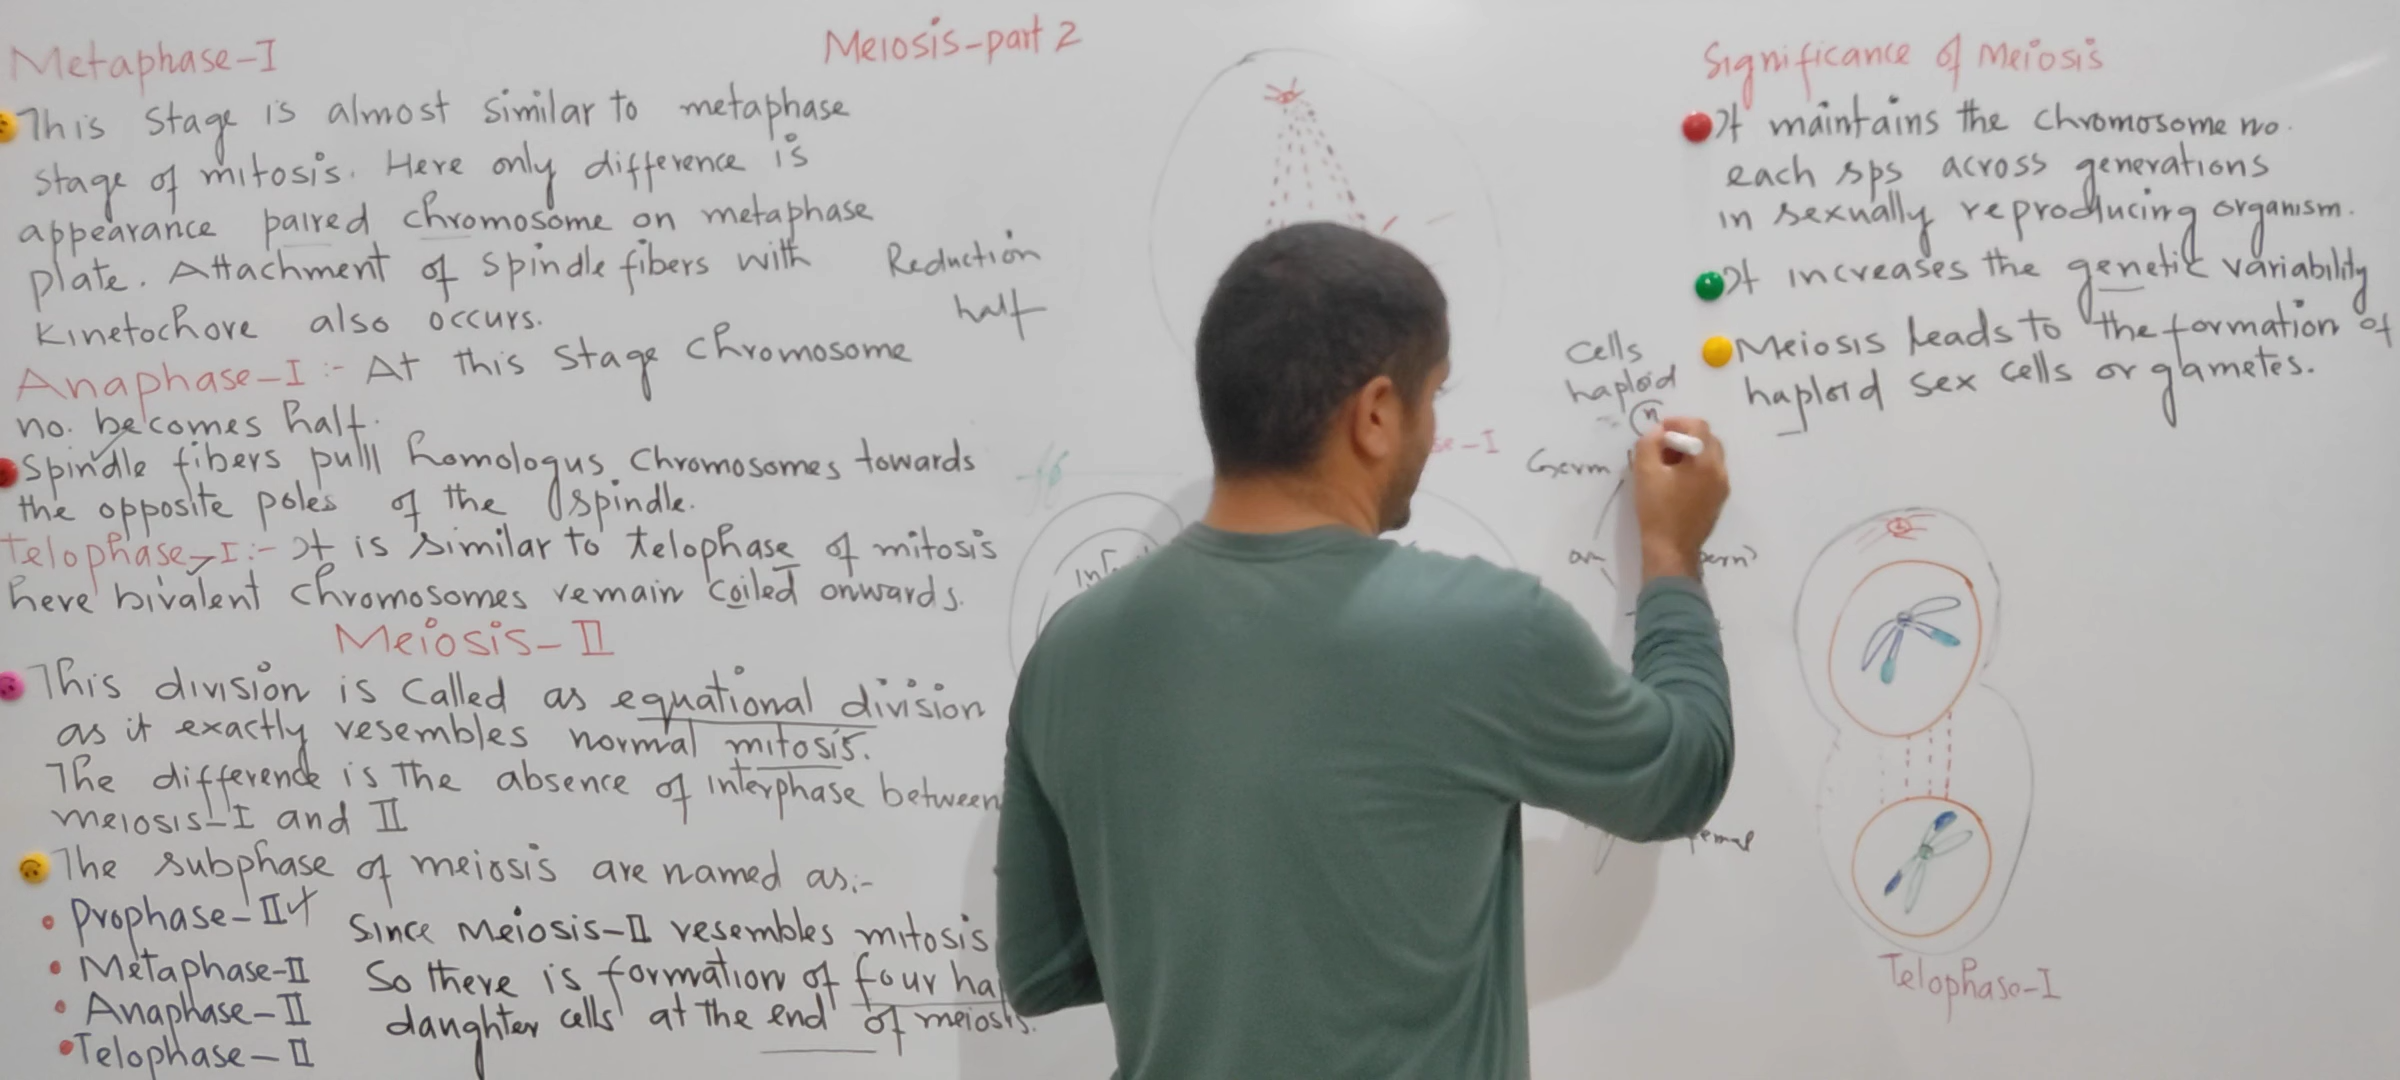 Meiosis-part 2
Metaphase-I
This stage is almost similar to metaphase
stage of mitosis. Here only difference is
appearance paired chromosome on metaphase
plate. Attachment of spindle fibers with
Kinetochore also occurs.
Anaphase-I :- At this stage chromosome
no. becomes half.
Spindle fibers pulll homologus chromosomes towards
the opposite poles of the spindle.
Telophase-I:- It is similar to telophase of mitosis
here bivalent chromosomes remain coiled onwards.
Meiosis-II
This division is called as equational division
as it exactly resembles normal mitosis.
The difference is the absence of interphase between
meiosis-I and II
The subphase of meiosis are named as:-
Prophase-II
Metaphase-II
Anaphase-II
Telophase-II
Since Meiosis-II resembles mitosis
So there is formation of four
daughter cells at the end of meiosis.
Reduction
half
Cells
haploid
n
Germ
se-I
Significance of Meiosis
It maintains the chromosome no.
each sps across generations
in sexually reproducing organism.
It increases the genetic variability
Meiosis leads to the formation of
haploid sex cells or gametes.
Telophase-I